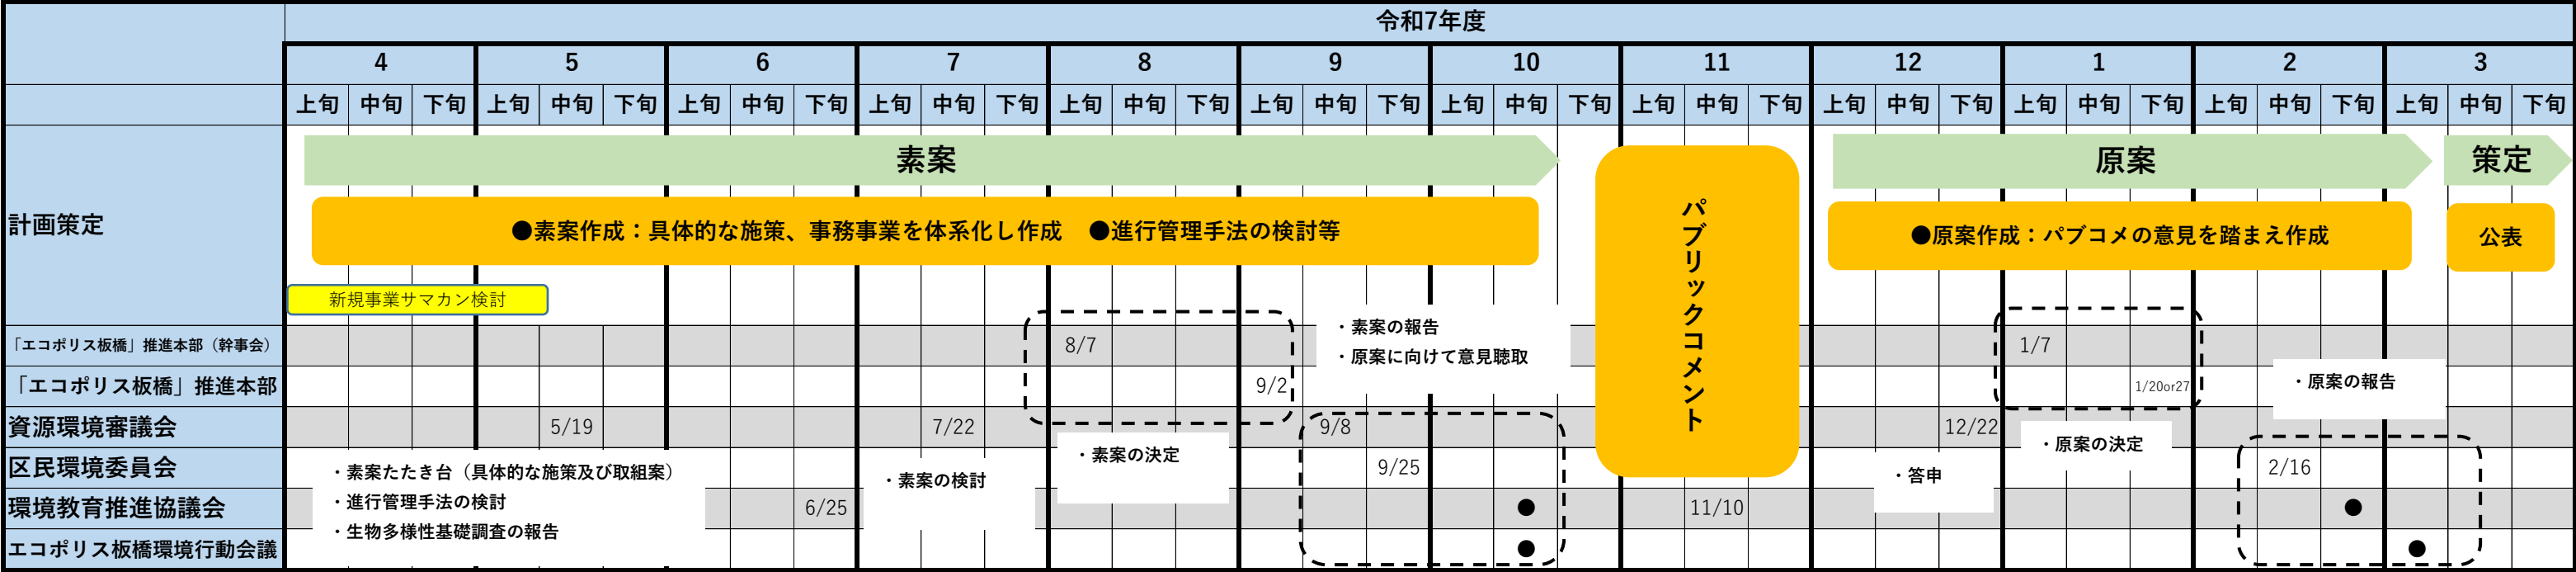 令和7年度
4 5 6 7 8 9 10 11 12 1 2 3
上旬 中旬 下旬 上旬 中旬 下旬 上旬 中旬 下旬 上旬 中旬 下旬 上旬 中旬 下旬 上旬 中旬 下旬 上旬 中旬 下旬 上旬 中旬 下旬 上旬 中旬 下旬 上旬 中旬 下旬 上旬 中旬 下旬 上旬 中旬 下旬
計画策定
素案
原案
策定
●素案作成：具体的な施策、事務事業を体系化し作成　●進行管理手法の検討等
パブリックコメント
●原案作成：パブコメの意見を踏まえ作成
公表
新規事業サマカン検討
「エコポリス板橋」推進本部（幹事会）
8/7
1/7
・素案の報告
・原案に向けて意見聴取
「エコポリス板橋」推進本部
9/2
1/20or27
・原案の報告
資源環境審議会
5/19
7/22
9/8
12/22
・素案の決定
・原案の決定
区民環境委員会
・素案たたき台（具体的な施策及び取組案）
・進行管理手法の検討
・生物多様性基礎調査の報告
・素案の検討
9/25
・答申
2/16
環境教育推進協議会
6/25
●
11/10
●
エコポリス板橋環境行動会議
●
●